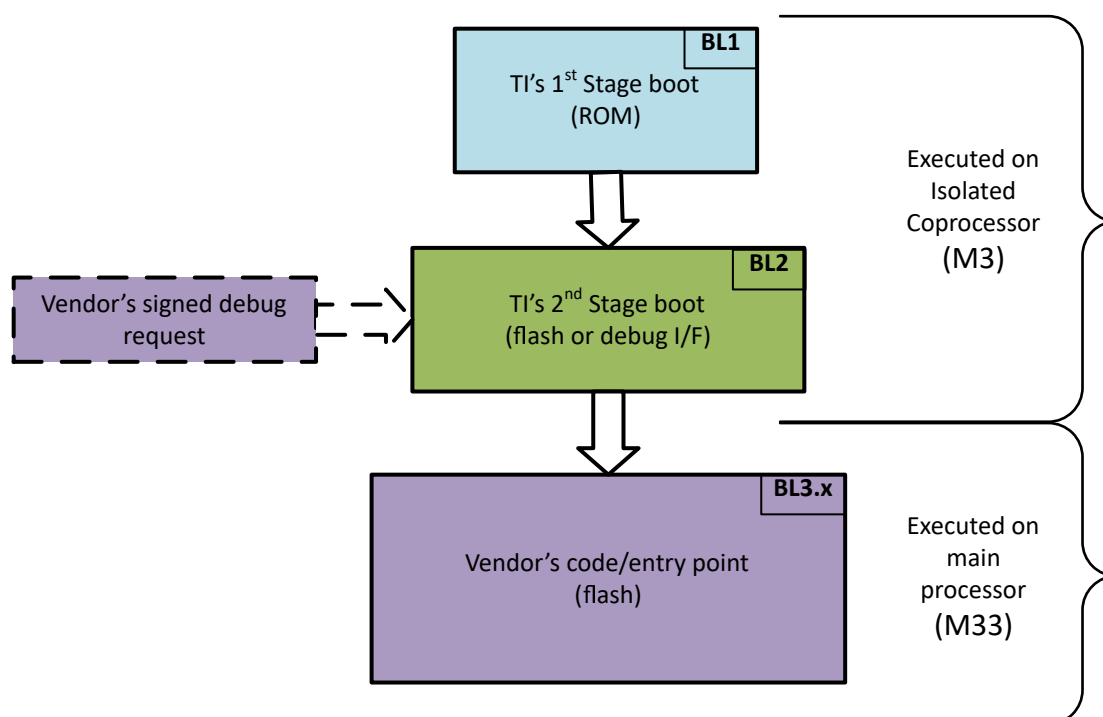 BL1
TI’s 1st Stage boot
(ROM)
Executed on
Isolated
Coprocessor
(M3)
BL2
TI’s 2nd Stage boot
(flash or debug I/F)
Vendor’s signed debug
request
BL3.x
Vendor’s code/entry point
(flash)
Executed on
main
processor
(M33)